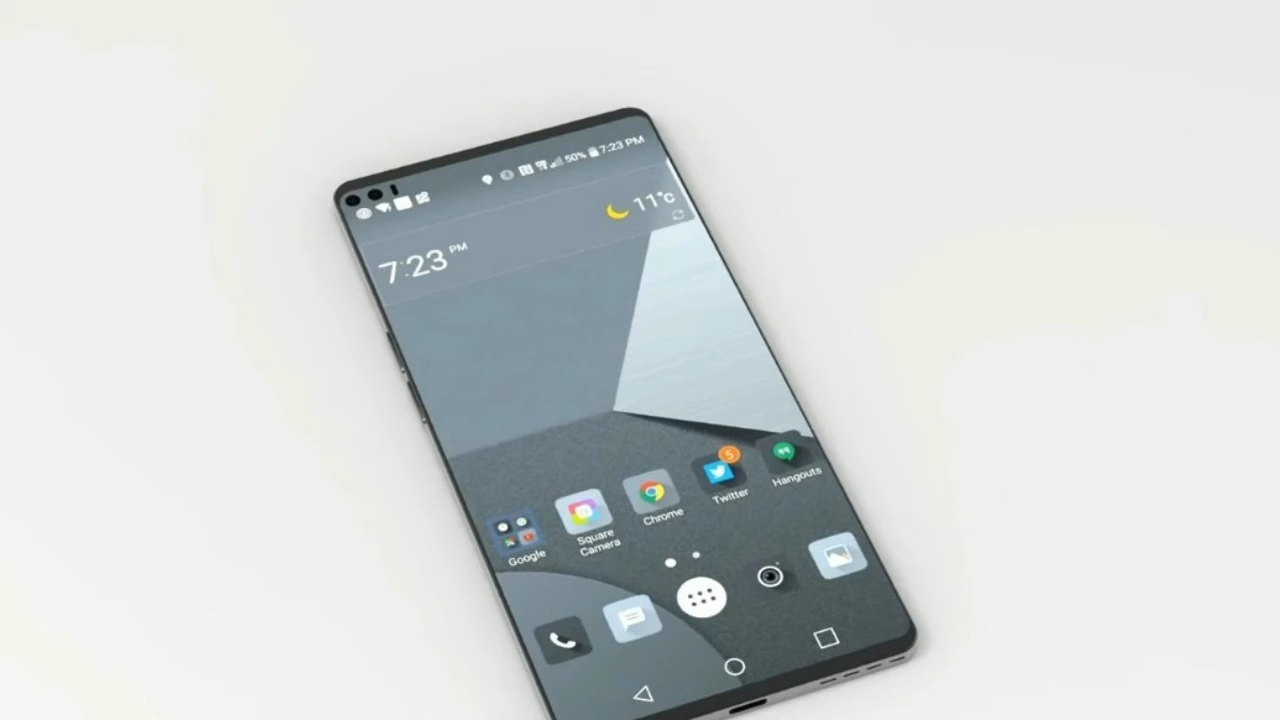 50% 7:23 PM
11°c
7:23 PM
5
Google
Square
Camera
Chrome
Twitter
Hangouts